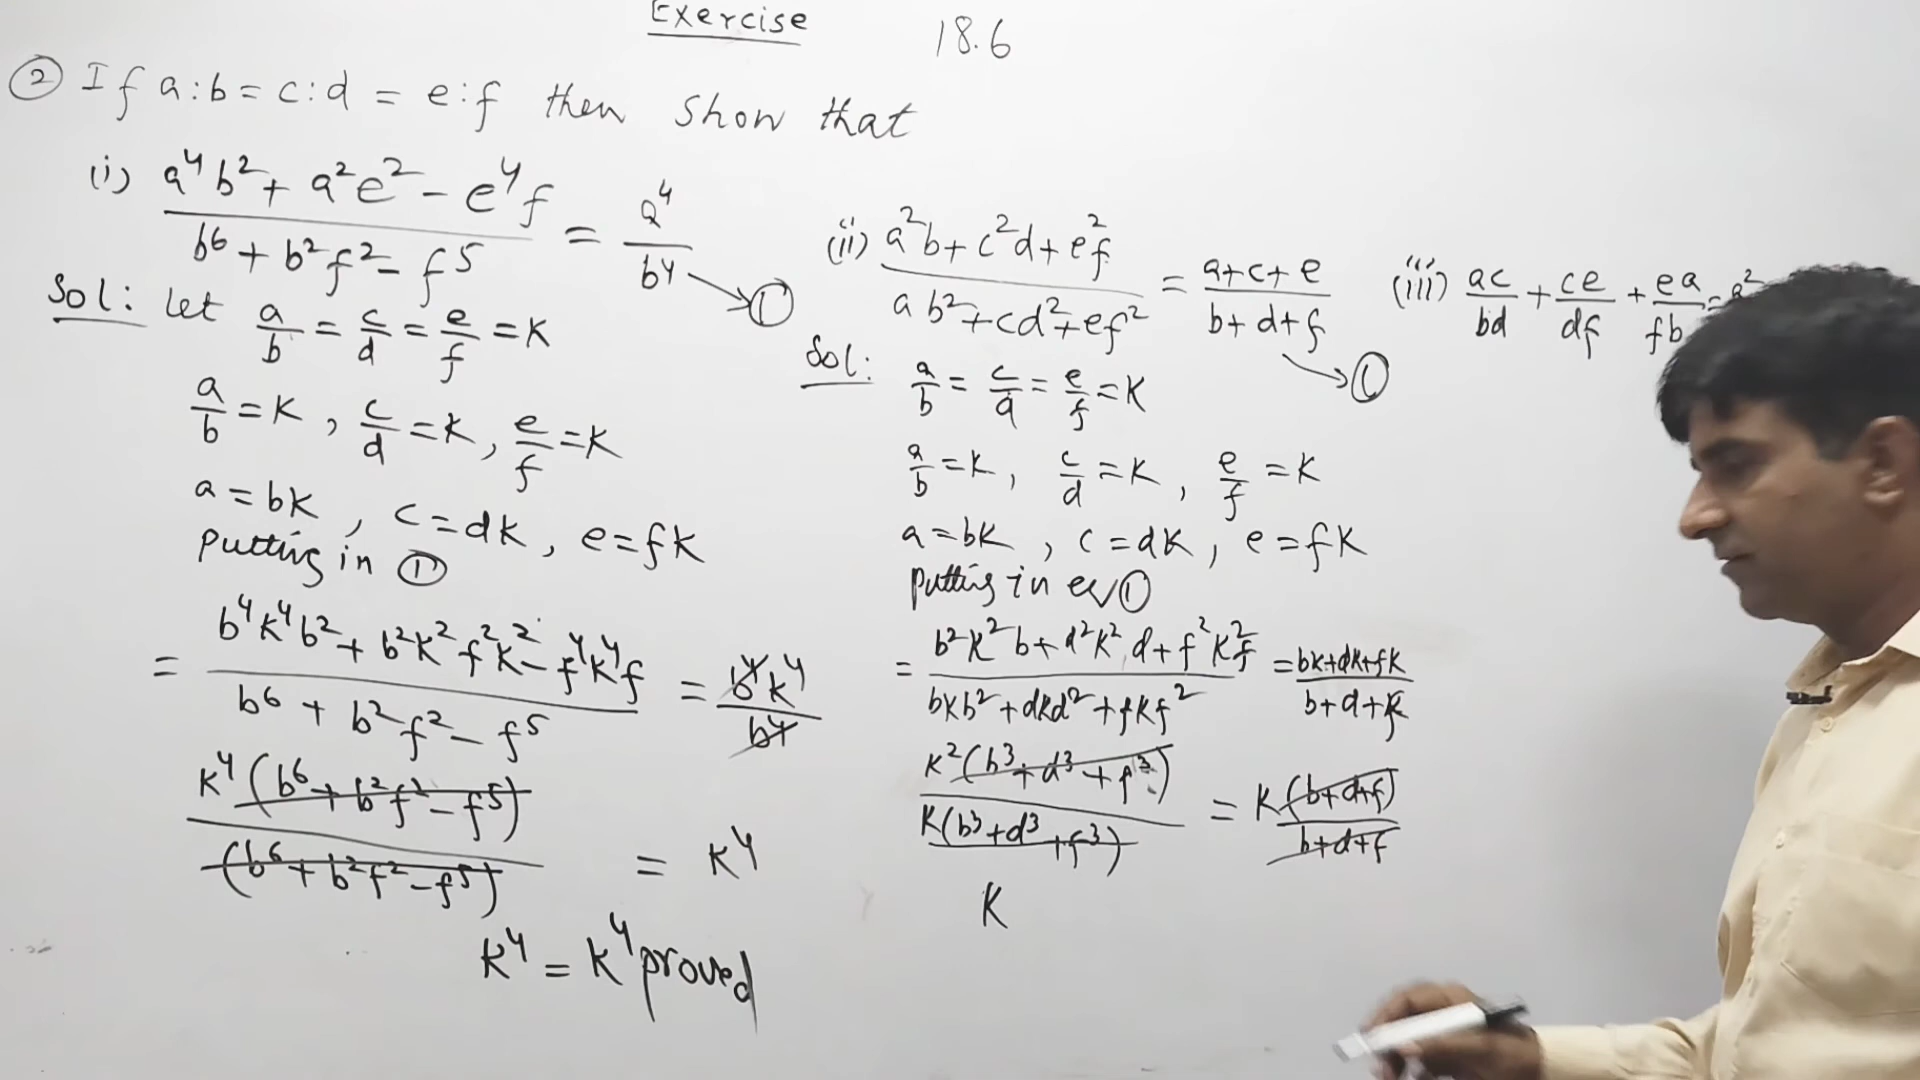 Exercise 18.6
② If a:b = c:d = e:f then show that
(i) (a⁴b² + a²e² - e⁴f)/(b⁶ + b²f² - f⁵) = a⁴/b⁴ → ①
Sol: let a/b = c/d = e/f = K
a/b = K , c/d = K , e/f = K
a = bK , c = dK , e = fK
Putting in ①
= (b⁴K⁴b² + b²K²f²K² - f⁴K⁴f)/(b⁶ + b²f² - f⁵) = b⁴K⁴/b⁴
K⁴(b⁶ + b²f² - f⁵)/(b⁶ + b²f² - f⁵) = K⁴
K⁴ = K⁴ proved
(ii) (a²b + c²d + e²f)/(ab² + cd² + ef²) = (a+c+e)/(b+d+f) → ①
Sol: a/b = c/d = e/f = K
a/b = K , c/d = K , e/f = K
a = bK , c = dK , e = fK
Putting in eq ①
= (b²K²b + d²K²d + f²K²f)/(bKb² + dKd² + fKf²) = (bK+dK+fK)/(b+d+f)
K²(b³ + d³ + f³)/K(b³ + d³ + f³) = K(b+d+f)/(b+d+f)
K
(iii) ac/bd + ce/df + ea/fb = a²